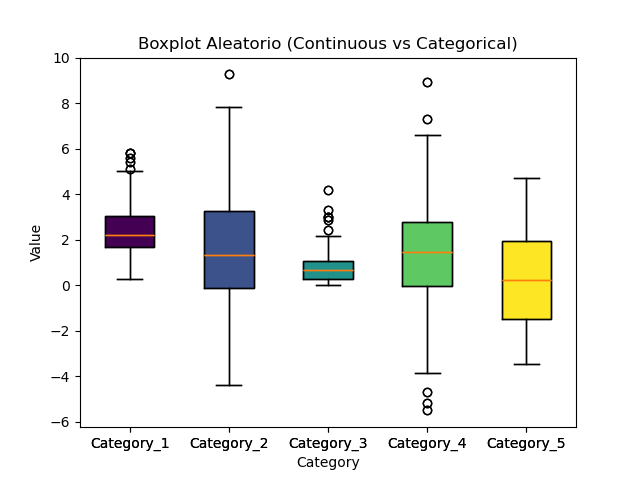 Boxplot Aleatorio (Continuous vs Categorical)
10
8
6
4
2
0
−2
−4
−6
Value
Category_1 Category_2 Category_3 Category_4 Category_5
Category